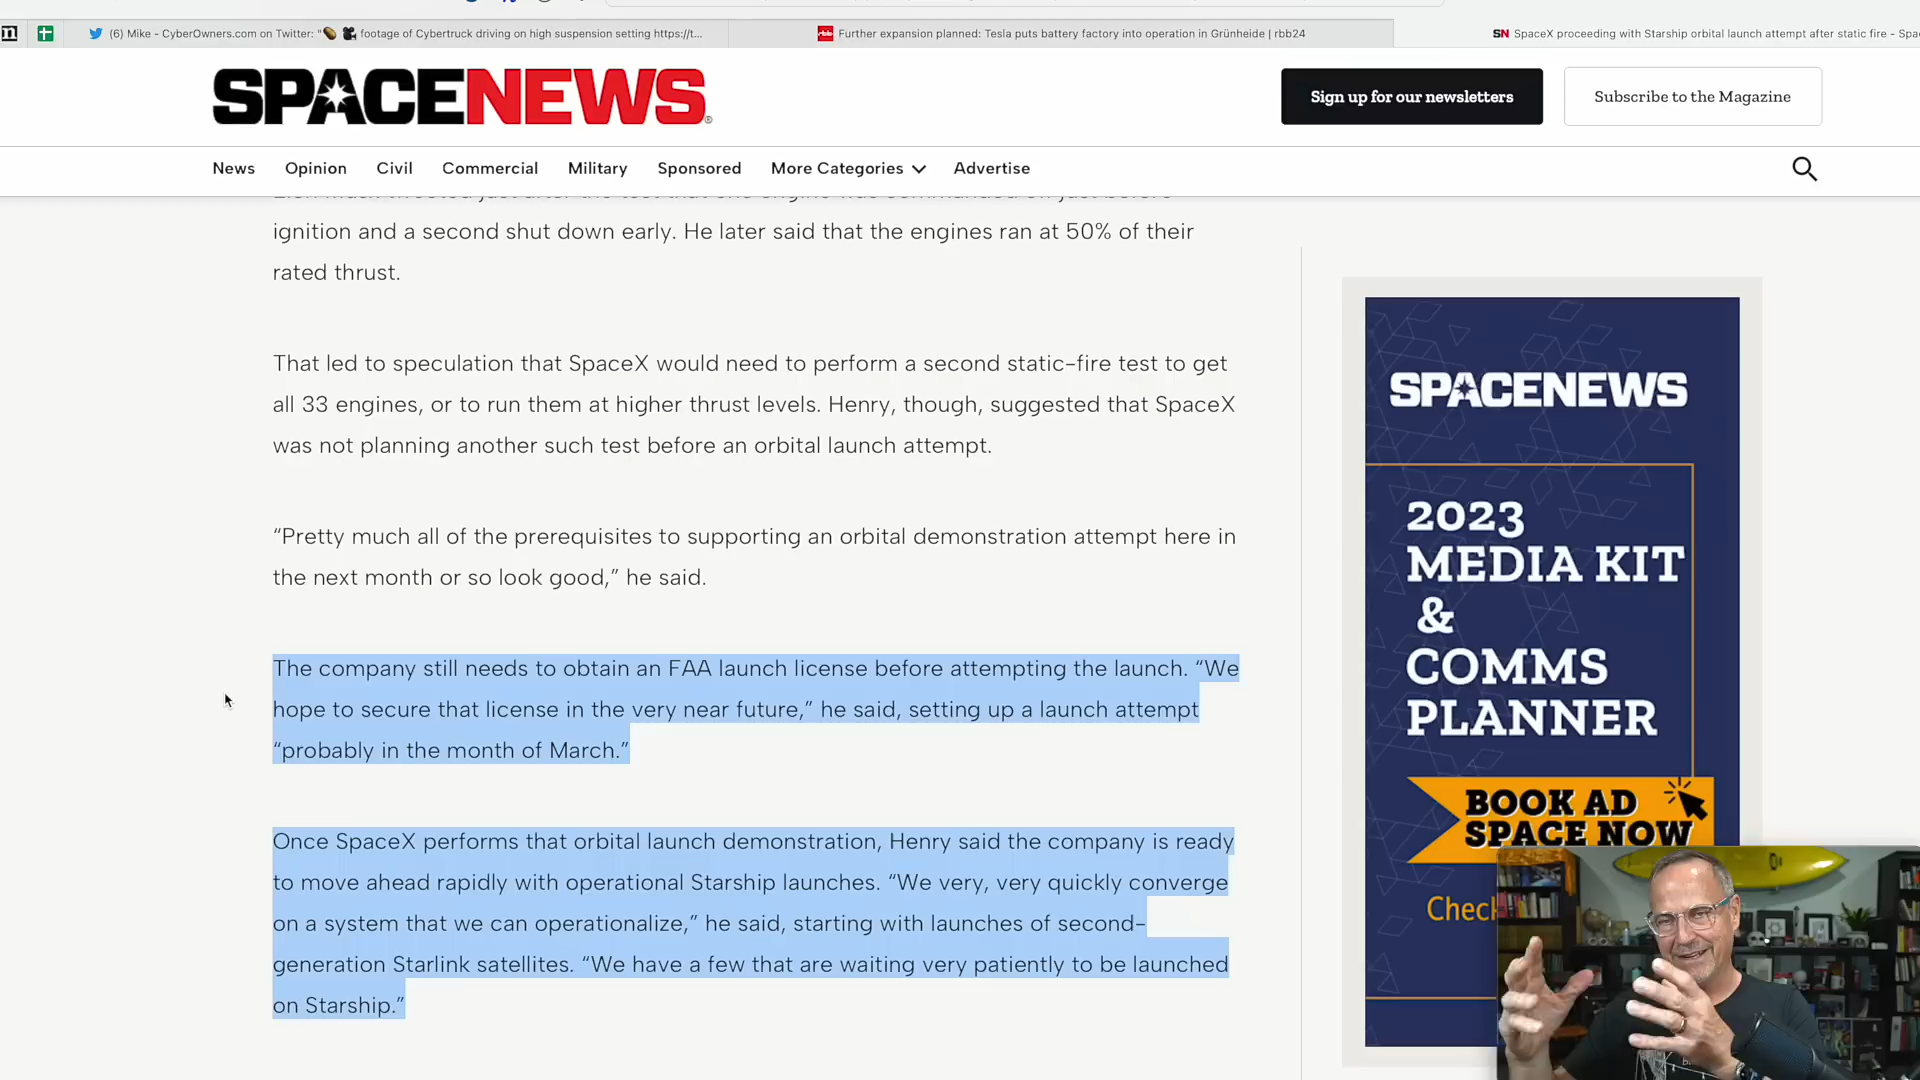 (6) Mike - CyberOwners.com on Twitter: "🥔 🎥 footage of Cybertruck driving on high suspension setting https://t...
Further expansion planned: Tesla puts battery factory into operation in Grünheide | rbb24
SN SpaceX proceeding with Starship orbital launch attempt after static fire - Spac
SPACENEWS
Sign up for our newsletters
Subscribe to the Magazine
News
Opinion
Civil
Commercial
Military
Sponsored
More Categories
Advertise
ignition and a second shut down early. He later said that the engines ran at 50% of their
rated thrust.
That led to speculation that SpaceX would need to perform a second static-fire test to get
all 33 engines, or to run them at higher thrust levels. Henry, though, suggested that SpaceX
was not planning another such test before an orbital launch attempt.
“Pretty much all of the prerequisites to supporting an orbital demonstration attempt here in
the next month or so look good,” he said.
The company still needs to obtain an FAA launch license before attempting the launch. “We
hope to secure that license in the very near future,” he said, setting up a launch attempt
“probably in the month of March.”
Once SpaceX performs that orbital launch demonstration, Henry said the company is ready
to move ahead rapidly with operational Starship launches. “We very, very quickly converge
on a system that we can operationalize,” he said, starting with launches of second-
generation Starlink satellites. “We have a few that are waiting very patiently to be launched
on Starship.”
SPACENEWS
2023
MEDIA KIT
&
COMMS
PLANNER
BOOK AD
SPACE NOW
Check